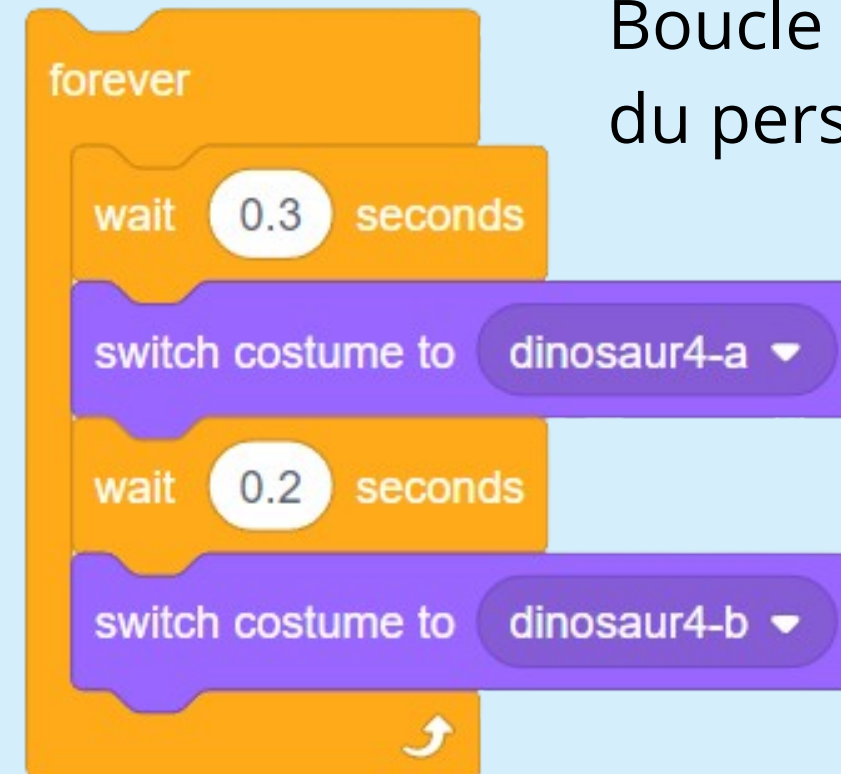 Boucle
du
forever
wait 0.3 seconds
switch costume to dinosaur4-a
wait 0.2 seconds
switch costume to dinosaur4-b